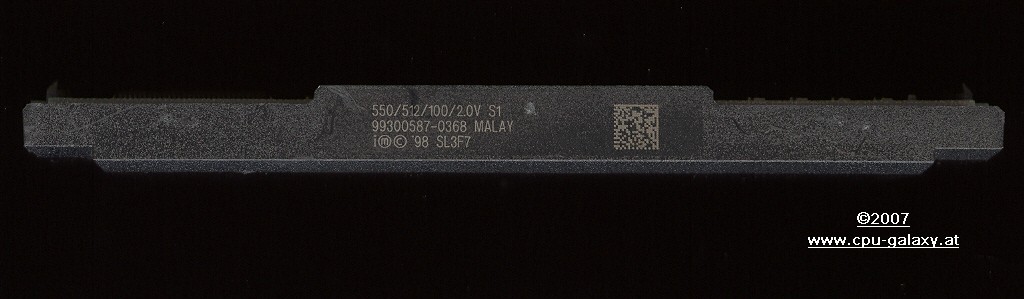 550/512/100/2.0V S1
99300587-0368 MALAY
i ⓜ © '98 SL3F7
©2007
www.cpu-galaxy.at